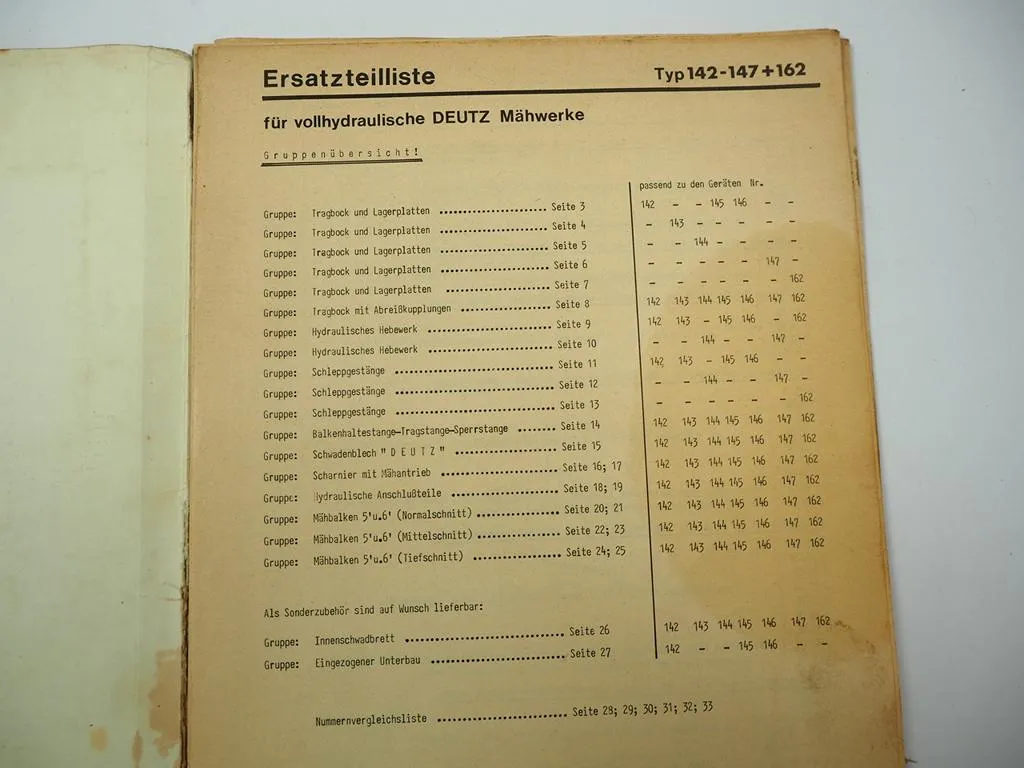 Ersatzteilliste Typ 142-147+162
für vollhydraulische DEUTZ Mähwerke
Gruppenübersicht!
passend zu den Geräten Nr.
Gruppe: Tragbock und Lagerplatten ...................... Seite 3 142 - - 145 146 - -
Gruppe: Tragbock und Lagerplatten ...................... Seite 4 - 143 - - - - -
Gruppe: Tragbock und Lagerplatten ...................... Seite 5 - - 144 - - - -
Gruppe: Tragbock und Lagerplatten ...................... Seite 6 - - - - - 147 -
Gruppe: Tragbock und Lagerplatten ...................... Seite 7 - - - - - - 162
Gruppe: Tragbock mit Abreißkupplungen .................. Seite 8 142 143 144 145 146 147 162
Gruppe: Hydraulisches Hebewerk ......................... Seite 9 142 143 - 145 146 - 162
Gruppe: Hydraulisches Hebewerk ......................... Seite 10 - - 144 - - 147 -
Gruppe: Schleppgestänge ................................ Seite 11 142 143 - 145 146 - -
Gruppe: Schleppgestänge ................................ Seite 12 - - 144 - - 147 -
Gruppe: Schleppgestänge ................................ Seite 13 - - - - - - 162
Gruppe: Balkenhaltestange-Tragstange-Sperrstange ........ Seite 14 142 143 144 145 146 147 162
Gruppe: Schwadenblech "DEUTZ" .................... Seite 15 142 143 144 145 146 147 162
Gruppe: Scharnier mit Mähantrieb ....................... Seite 16; 17 142 143 144 145 146 147 162
Gruppe: Hydraulische Anschlußteile ..................... Seite 18; 19 142 143 144 145 146 147 162
Gruppe: Mähbalken 5'u.6' (Normalschnitt) ................ Seite 20; 21 142 143 144 145 146 147 162
Gruppe: Mähbalken 5'u.6' (Mittelschnitt) ................ Seite 22; 23 142 143 144 145 146 147 162
Gruppe: Mähbalken 5'u.6' (Tiefschnitt) ................. Seite 24; 25 142 143 144 145 146 147 162
Als Sonderzubehör sind auf Wunsch lieferbar:
Gruppe: Innenschwadbrett ............................... Seite 26 142 143 144 145 146 147 162
Gruppe: Eingezogener Unterbau .......................... Seite 27 142 - - 145 146 - -
Nummernvergleichsliste ......................... Seite 28; 29; 30; 31; 32; 33